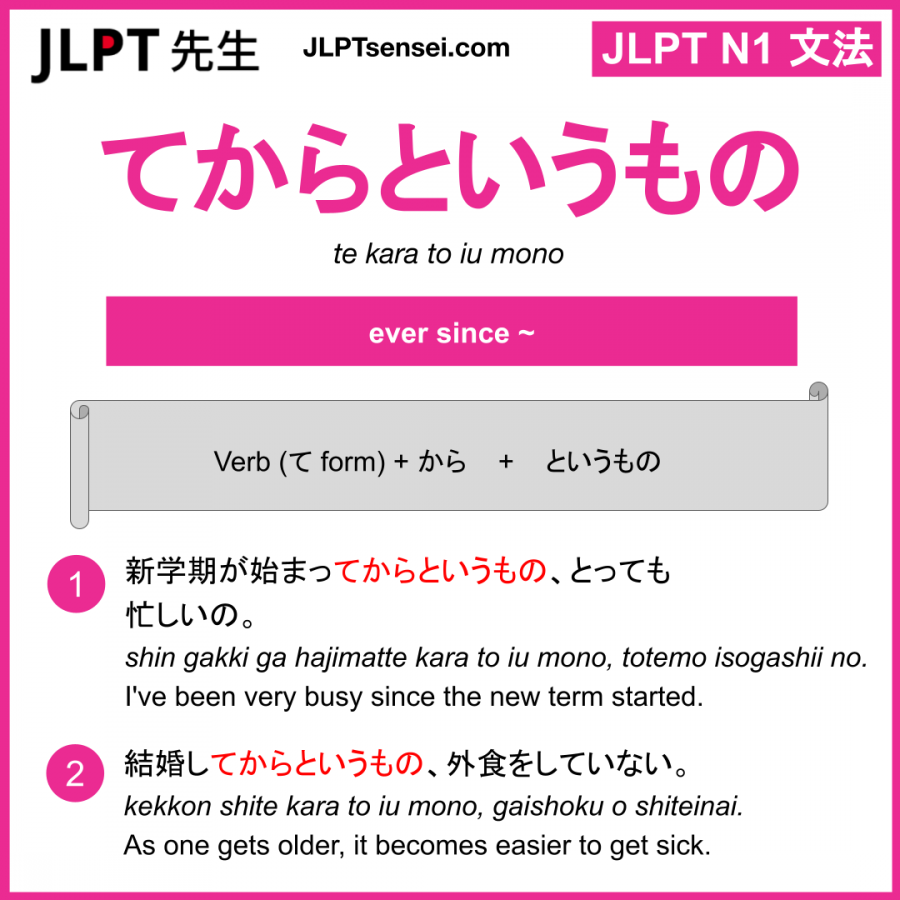 JLPT 先生
JLPTsensei.com
JLPT N1 文法
てからというもの
te kara to iu mono
ever since ~
Verb (て form) + から + というもの
1
新学期が始まってからというもの、とっても
忙しいの。
shin gakki ga hajimatte kara to iu mono, totemo isogashii no.
I've been very busy since the new term started.
2
結婚してからというもの、外食をしていない。
kekkon shite kara to iu mono, gaishoku o shiteinai.
As one gets older, it becomes easier to get sick.